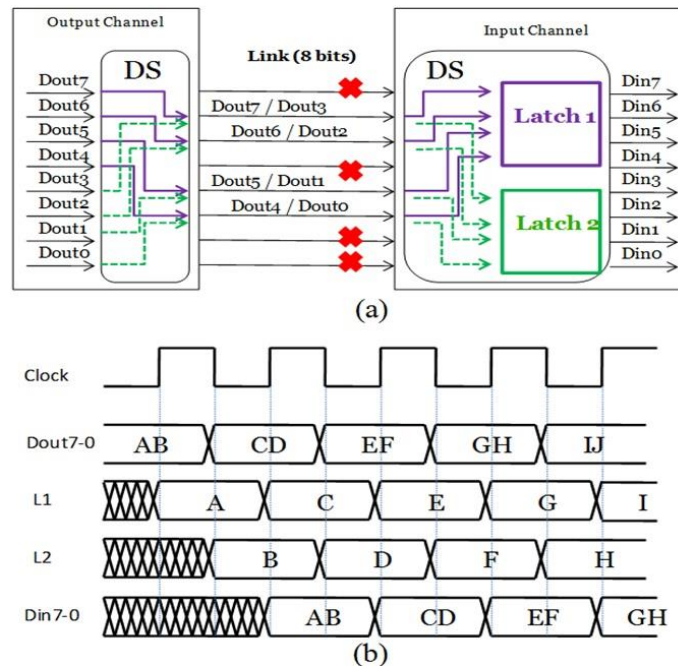 Output Channel
Input Channel
DS
Link (8 bits)
DS
Dout7
Dout6
Dout5
Dout4
Dout3
Dout2
Dout1
Dout0
Dout7 / Dout3
Dout6 / Dout2
Dout5 / Dout1
Dout4 / Dout0
Latch 1
Latch 2
Din7
Din6
Din5
Din4
Din3
Din2
Din1
Din0
(a)
Clock
Dout7-0 AB CD EF GH IJ
L1 A C E G I
L2 B D F H
Din7-0 AB CD EF GH
(b)